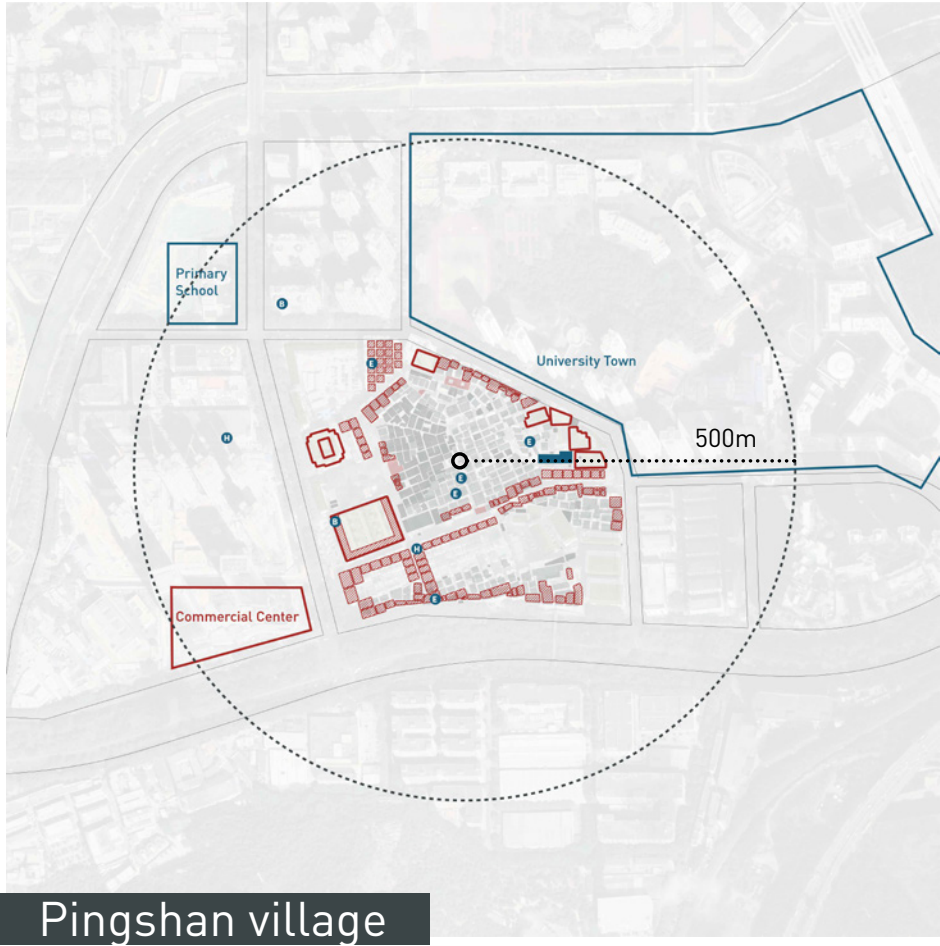 Primary
School
B
E
University Town
H
E
500m
E
E
B
H
E
Commercial Center
Pingshan village